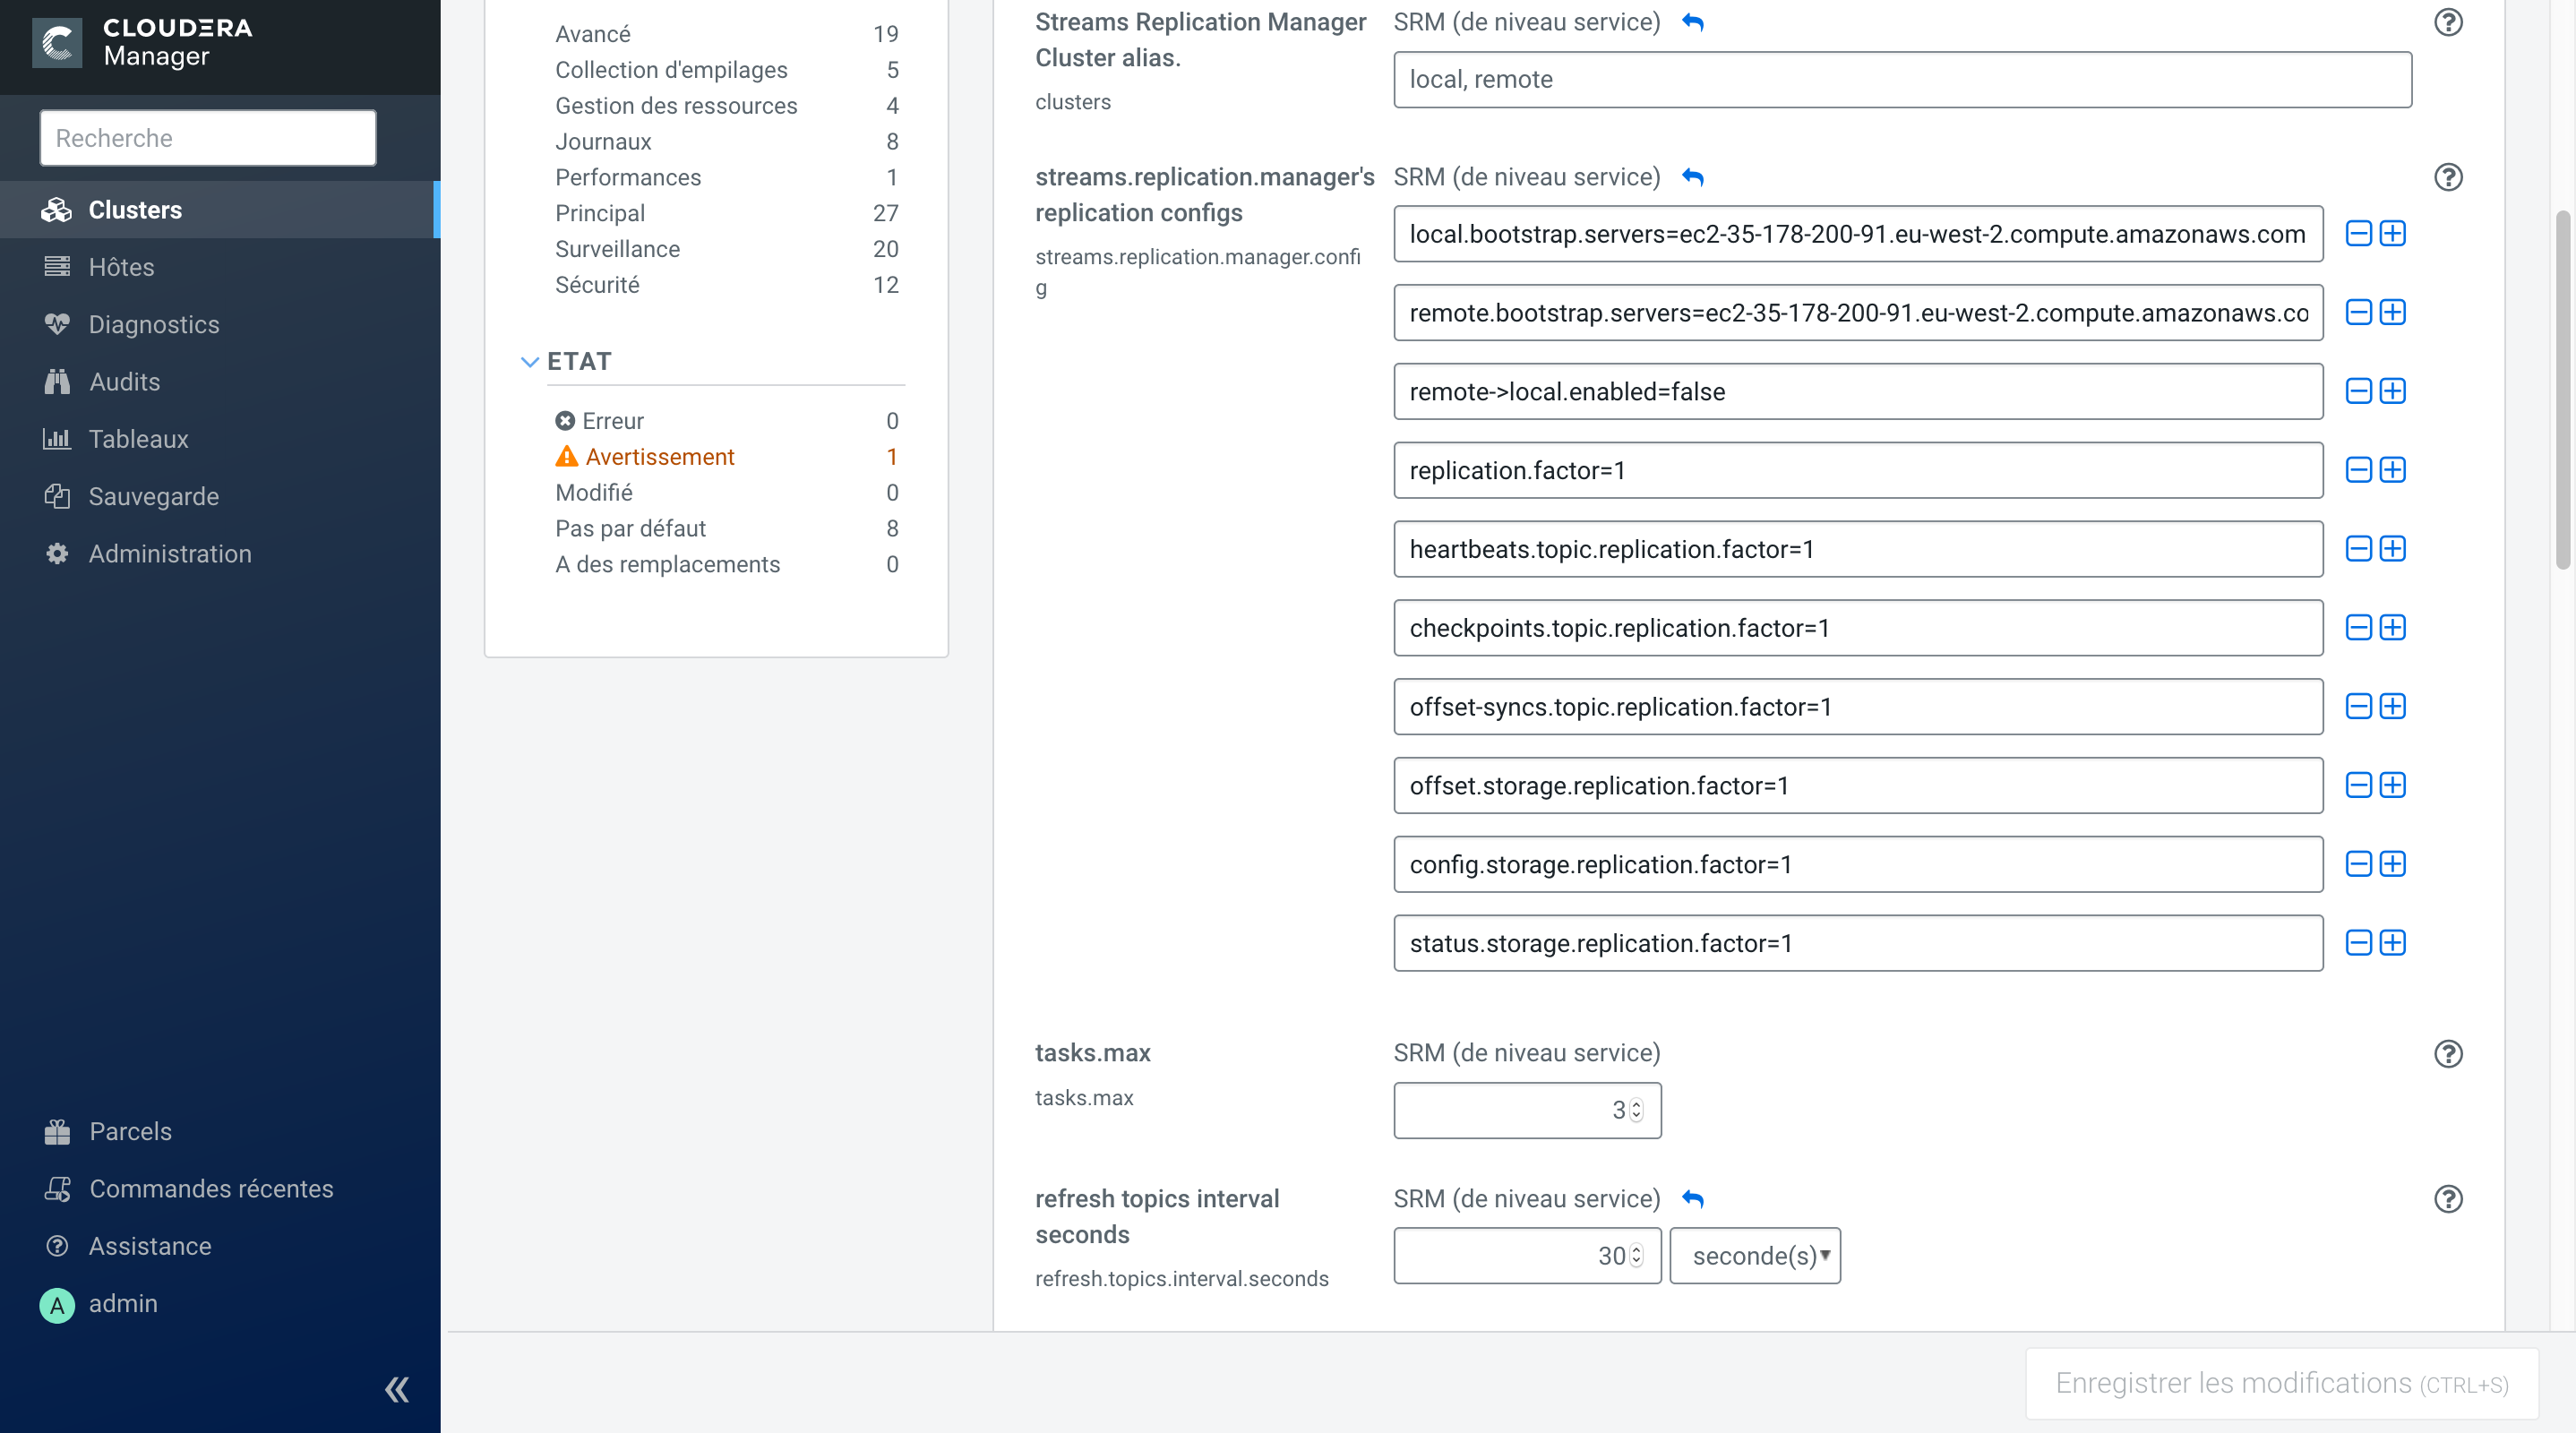 CLOUDERA
Manager
Recherche
Clusters
Hôtes
Diagnostics
Audits
Tableaux
Sauvegarde
Administration
Parcels
Commandes récentes
Assistance
A admin
Avancé 19
Collection d'empilages 5
Gestion des ressources 4
Journaux 8
Performances 1
Principal 27
Surveillance 20
Sécurité 12
ETAT
Erreur 0
Avertissement 1
Modifié 0
Pas par défaut 8
A des remplacements 0
Streams Replication Manager
Cluster alias.
clusters
SRM (de niveau service)
local, remote
streams.replication.manager's
replication configs
streams.replication.manager.confi
g
SRM (de niveau service)
local.bootstrap.servers=ec2-35-178-200-91.eu-west-2.compute.amazonaws.com
remote.bootstrap.servers=ec2-35-178-200-91.eu-west-2.compute.amazonaws.co
remote->local.enabled=false
replication.factor=1
heartbeats.topic.replication.factor=1
checkpoints.topic.replication.factor=1
offset-syncs.topic.replication.factor=1
offset.storage.replication.factor=1
config.storage.replication.factor=1
status.storage.replication.factor=1
tasks.max
tasks.max
SRM (de niveau service)
3
refresh topics interval
seconds
refresh.topics.interval.seconds
SRM (de niveau service)
30 seconde(s)
Enregistrer les modifications (CTRL+S)